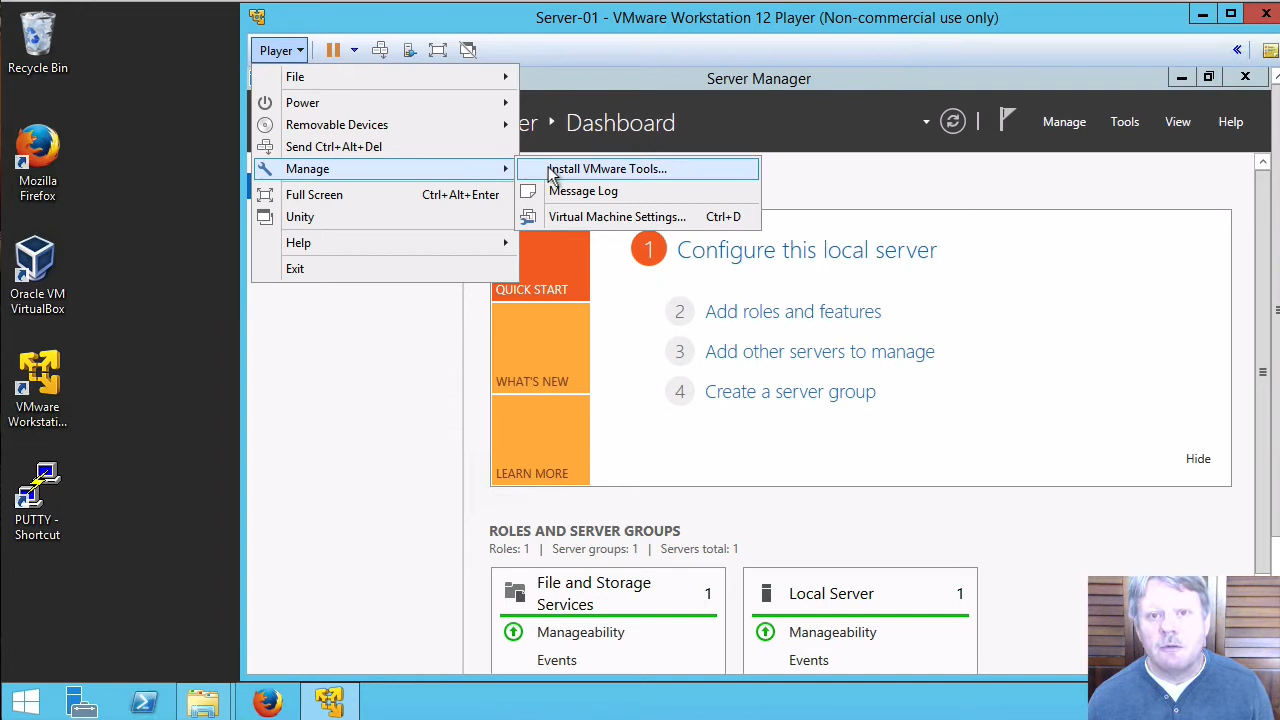 Server-01 - VMware Workstation 12 Player (Non-commercial use only)
Recycle Bin
Mozilla
Firefox
Oracle VM
VirtualBox
VMware
Workstati...
PUTTY -
Shortcut
Player
File
Power
Removable Devices
Send Ctrl+Alt+Del
Manage
Full Screen Ctrl+Alt+Enter
Unity
Help
Exit
Install VMware Tools...
Message Log
Virtual Machine Settings... Ctrl+D
Server Manager
Dashboard
Manage Tools View Help
QUICK START
WHAT'S NEW
LEARN MORE
1 Configure this local server
2 Add roles and features
3 Add other servers to manage
4 Create a server group
Hide
ROLES AND SERVER GROUPS
Roles: 1 | Server groups: 1 | Servers total: 1
File and Storage
Services 1
Manageability
Events
Local Server 1
Manageability
Events